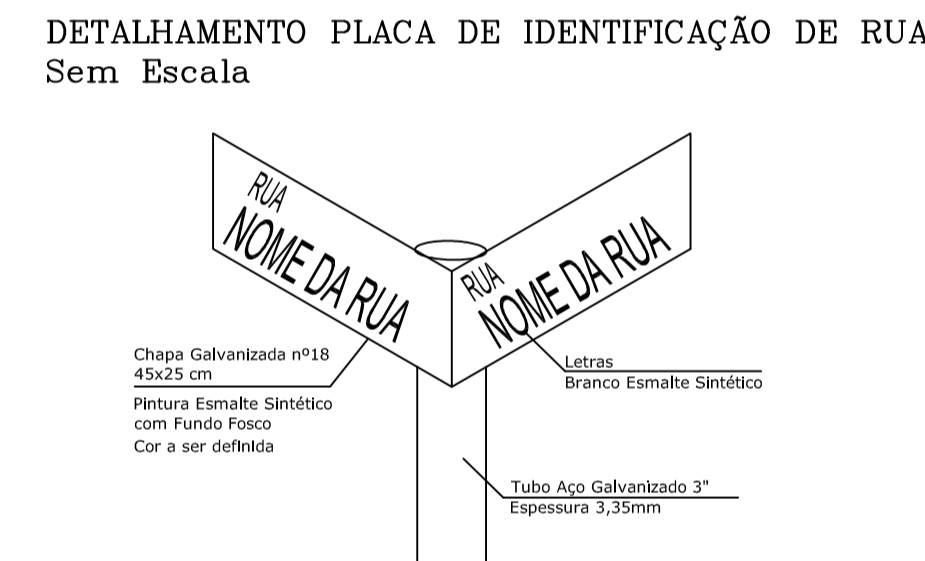 DETALHAMENTO PLACA DE IDENTIFICAÇÃO DE RUA
Sem Escala
RUA
NOME DA RUA
RUA
NOME DA RUA
Chapa Galvanizada nº18
45x25 cm
Pintura Esmalte Sintético
com Fundo Fosco
Cor a ser definida
Letras
Branco Esmalte Sintético
Tubo Aço Galvanizado 3"
Espessura 3,35mm